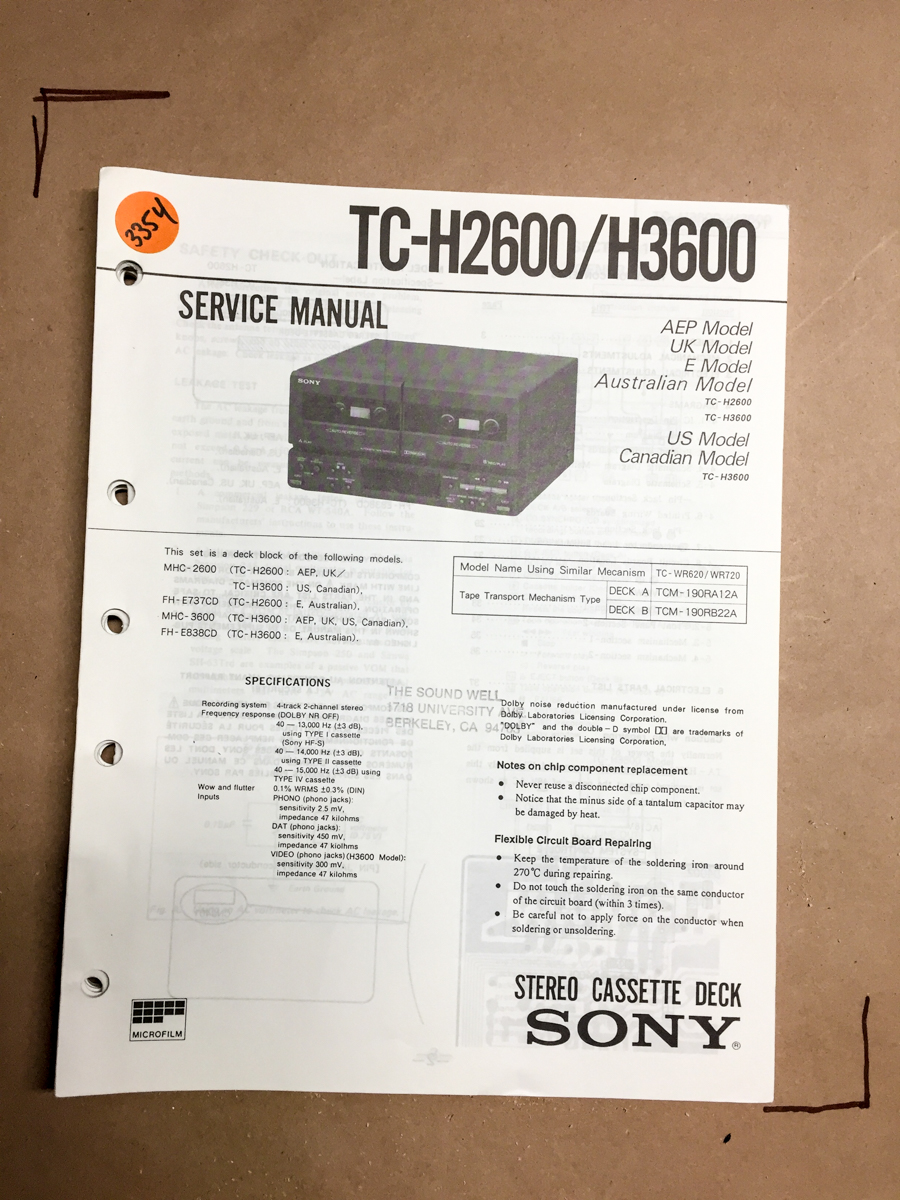 3354
TC-H2600/H3600
SERVICE MANUAL
AEP Model
UK Model
E Model
Australian Model
TC-H2600
TC-H3600
US Model
Canadian Model
TC-H3600
SONY
This set is a deck block of the following models.
MHC-2600 (TC-H2600: AEP, UK/
TC-H3600: US, Canadian),
FH-E737CD (TC-H2600: E, Australian),
MHC-3600 (TC-H3600: AEP, UK, US, Canadian),
FH-E838CD (TC-H3600: E, Australian).
Model Name Using Similar Mecanism TC-WR620/WR720
Tape Transport Mechanism Type DECK A TCM-190RA12A
DECK B TCM-190RB22A
SPECIFICATIONS
Recording system 4-track 2-channel stereo
Frequency response (DOLBY NR OFF)
40 — 13,000 Hz (±3 dB),
using TYPE I cassette
(Sony HF-S)
40 — 14,000 Hz (±3 dB),
using TYPE II cassette
40 — 15,000 Hz (±3 dB) using
TYPE IV cassette
Wow and flutter 0.1% WRMS ±0.3% (DIN)
Inputs PHONO (phono jacks):
sensitivity 2.5 mV,
impedance 47 kilohms
DAT (phono jacks):
sensitivity 450 mV,
impedance 47 kiolhms
VIDEO (phono jacks) (H3600 Model):
sensitivity 300 mV,
impedance 47 kilohms
THE SOUND WELL
1718 UNIVERSITY AVE
BERKELEY, CA
Dolby noise reduction manufactured under license from
Dolby Laboratories Licensing Corporation.
"DOLBY" and the double-D symbol are trademarks of
Dolby Laboratories Licensing Corporation.
Notes on chip component replacement
• Never reuse a disconnected chip component.
• Notice that the minus side of a tantalum capacitor may
be damaged by heat.
Flexible Circuit Board Repairing
• Keep the temperature of the soldering iron around
270°C during repairing.
• Do not touch the soldering iron on the same conductor
of the circuit board (within 3 times).
• Be careful not to apply force on the conductor when
soldering or unsoldering.
MICROFILM
STEREO CASSETTE DECK
SONY®